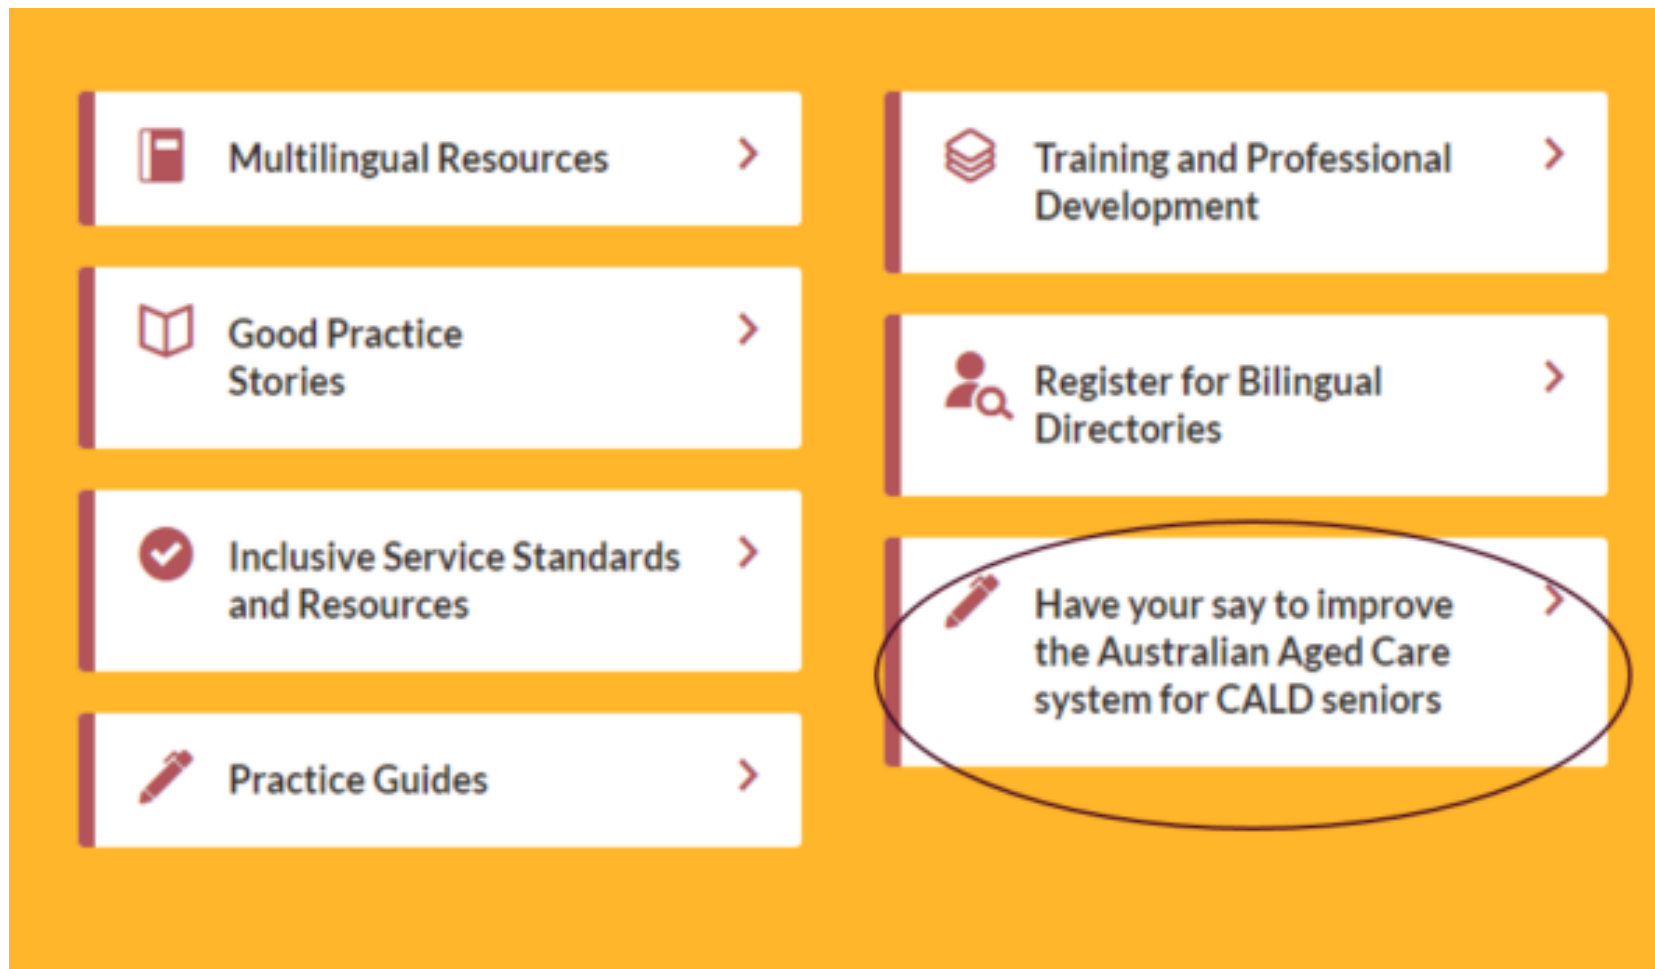 Multilingual Resources
Good Practice
Stories
Inclusive Service Standards
and Resources
Practice Guides
Training and Professional
Development
Register for Bilingual
Directories
Have your say to improve
the Australian Aged Care
system for CALD seniors